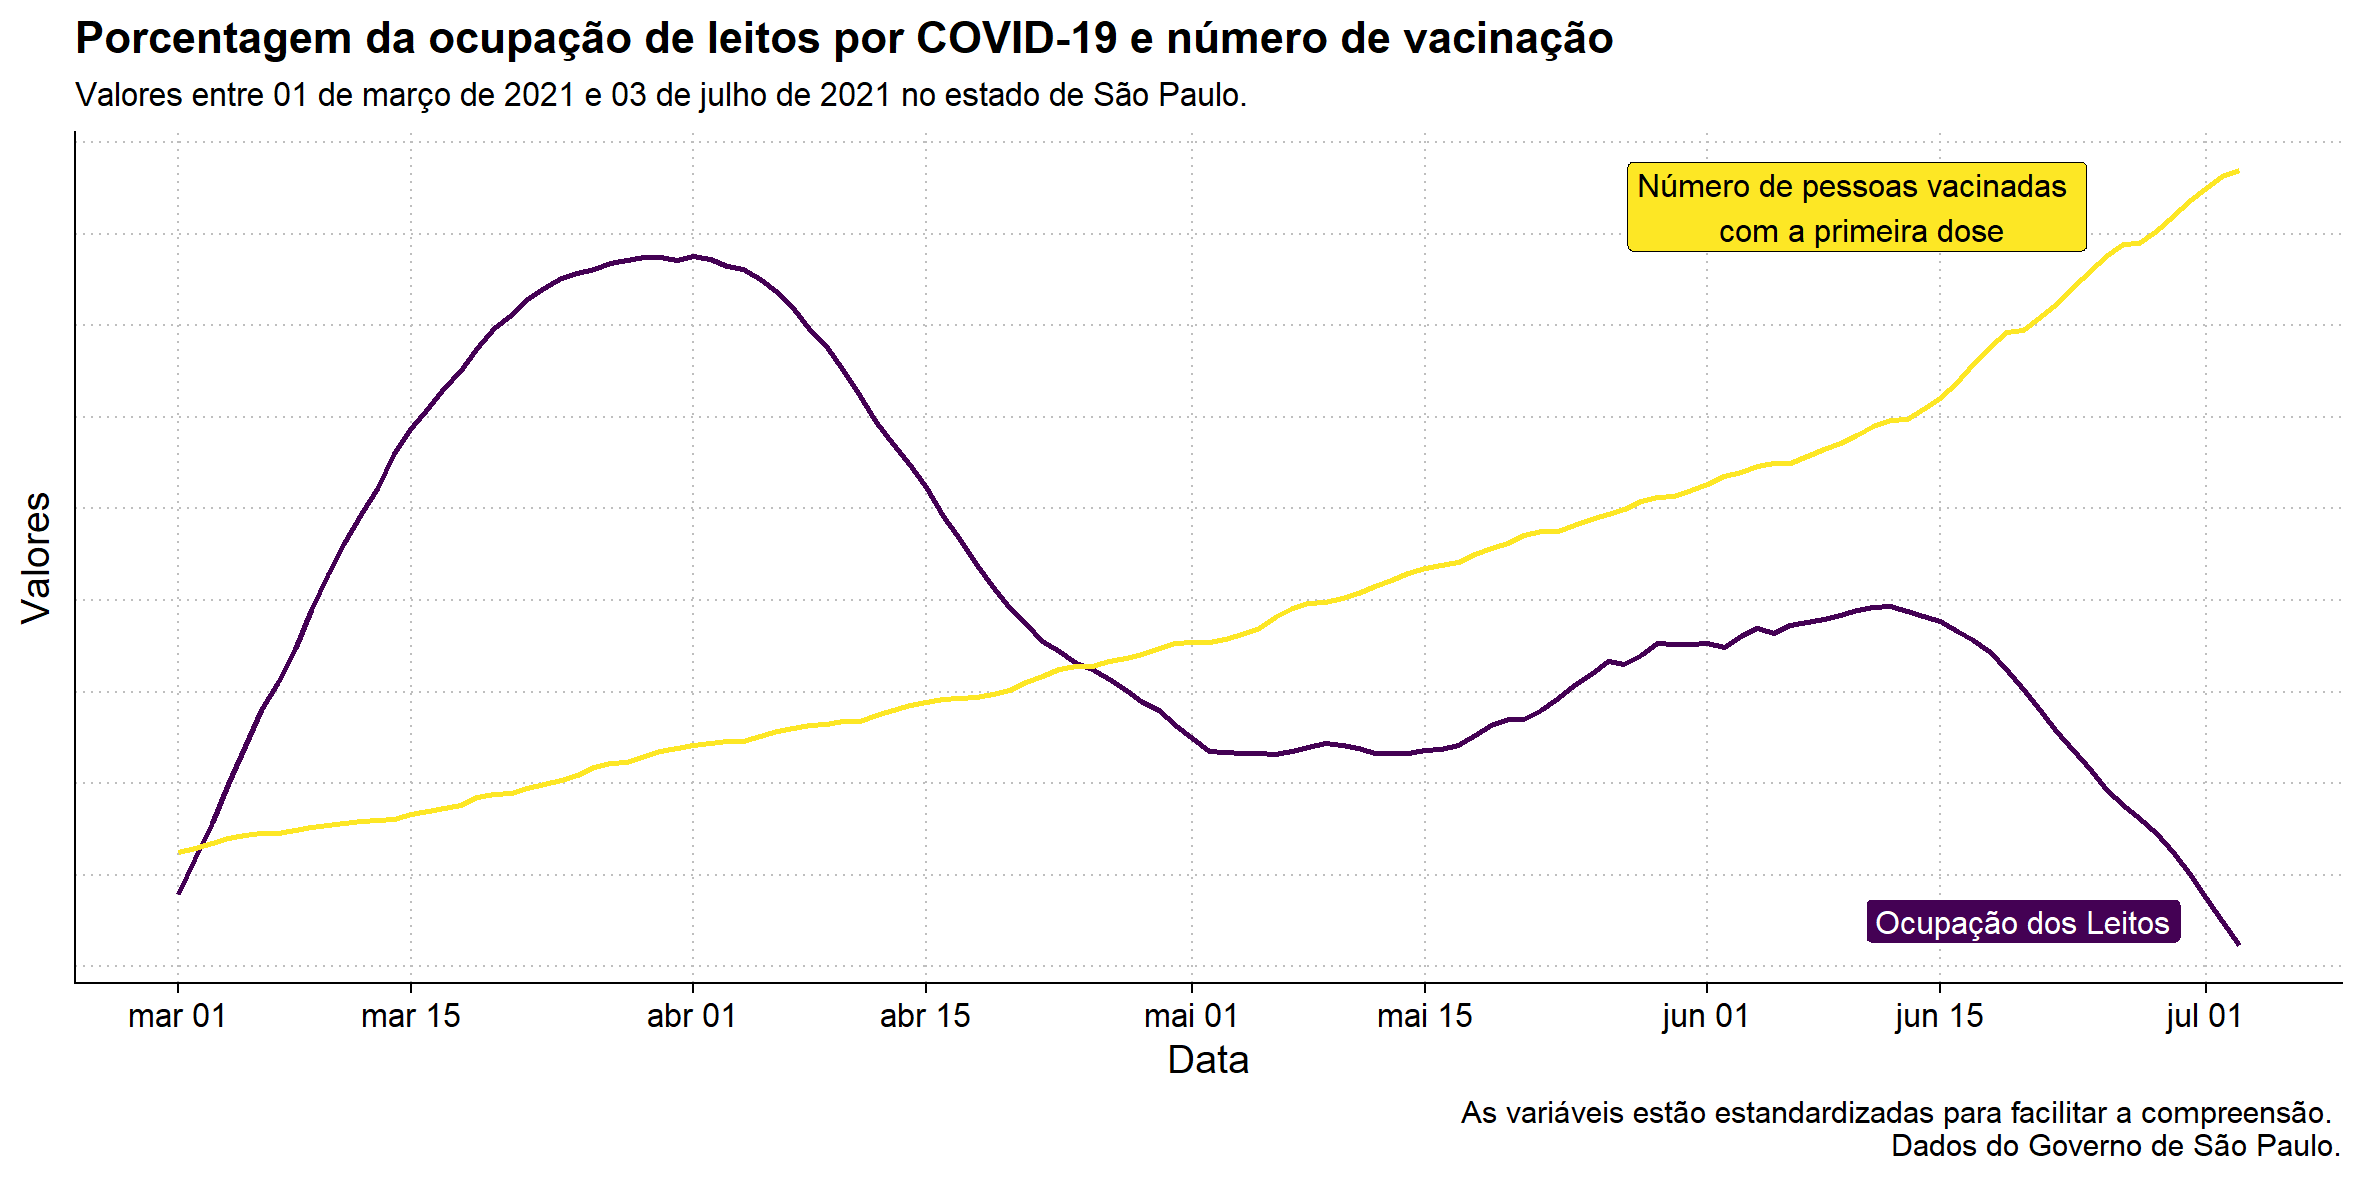 Porcentagem da ocupação de leitos por COVID-19 e número de vacinação
Valores entre 01 de março de 2021 e 03 de julho de 2021 no estado de São Paulo.
Número de pessoas vacinadas
com a primeira dose
Valores
Ocupação dos Leitos
mar 01 mar 15 abr 01 abr 15 mai 01 mai 15 jun 01 jun 15 jul 01
Data
As variáveis estão estandardizadas para facilitar a compreensão.
Dados do Governo de São Paulo.